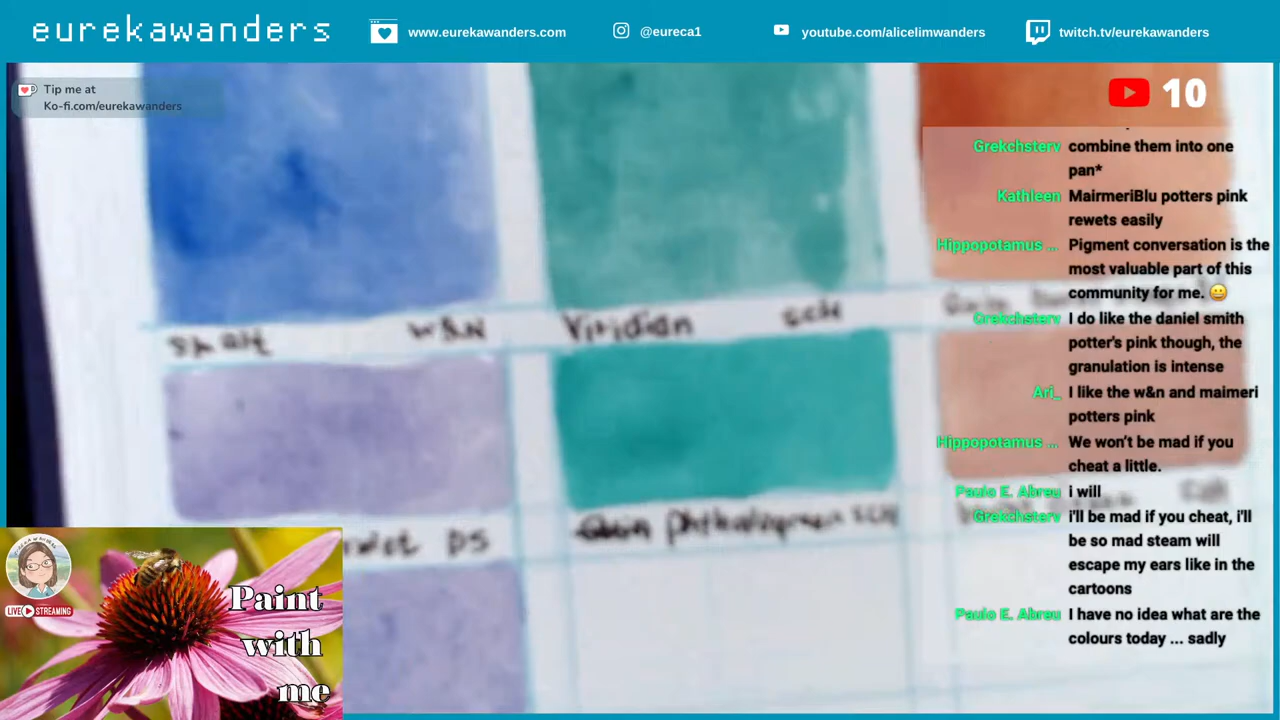 eurekawanders
www.eurekawanders.com
@eureca1
youtube.com/alicelimwanders
twitch.tv/eurekawanders
Tip me at
Ko-fi.com/eurekawanders
10
Grekchsterv combine them into one
pan*
Kathleen MairmeriBlu potters pink
rewets easily
Hippopotamus ... Pigment conversation is the
most valuable part of this
community for me. 😀
Grekchsterv I do like the daniel smith
potter's pink though, the
granulation is intense
Ari_ I like the w&n and maimeri
potters pink
Hippopotamus ... We won't be mad if you
cheat a little.
Paulo E. Abreu i will
Grekchsterv i'll be mad if you cheat, i'll
be so mad steam will
escape my ears like in the
cartoons
Paulo E. Abreu I have no idea what are the
colours today ... sadly
Smalt W&N Viridian SCH
DS
SCH
LIVE STREAMING
Paint
with
me